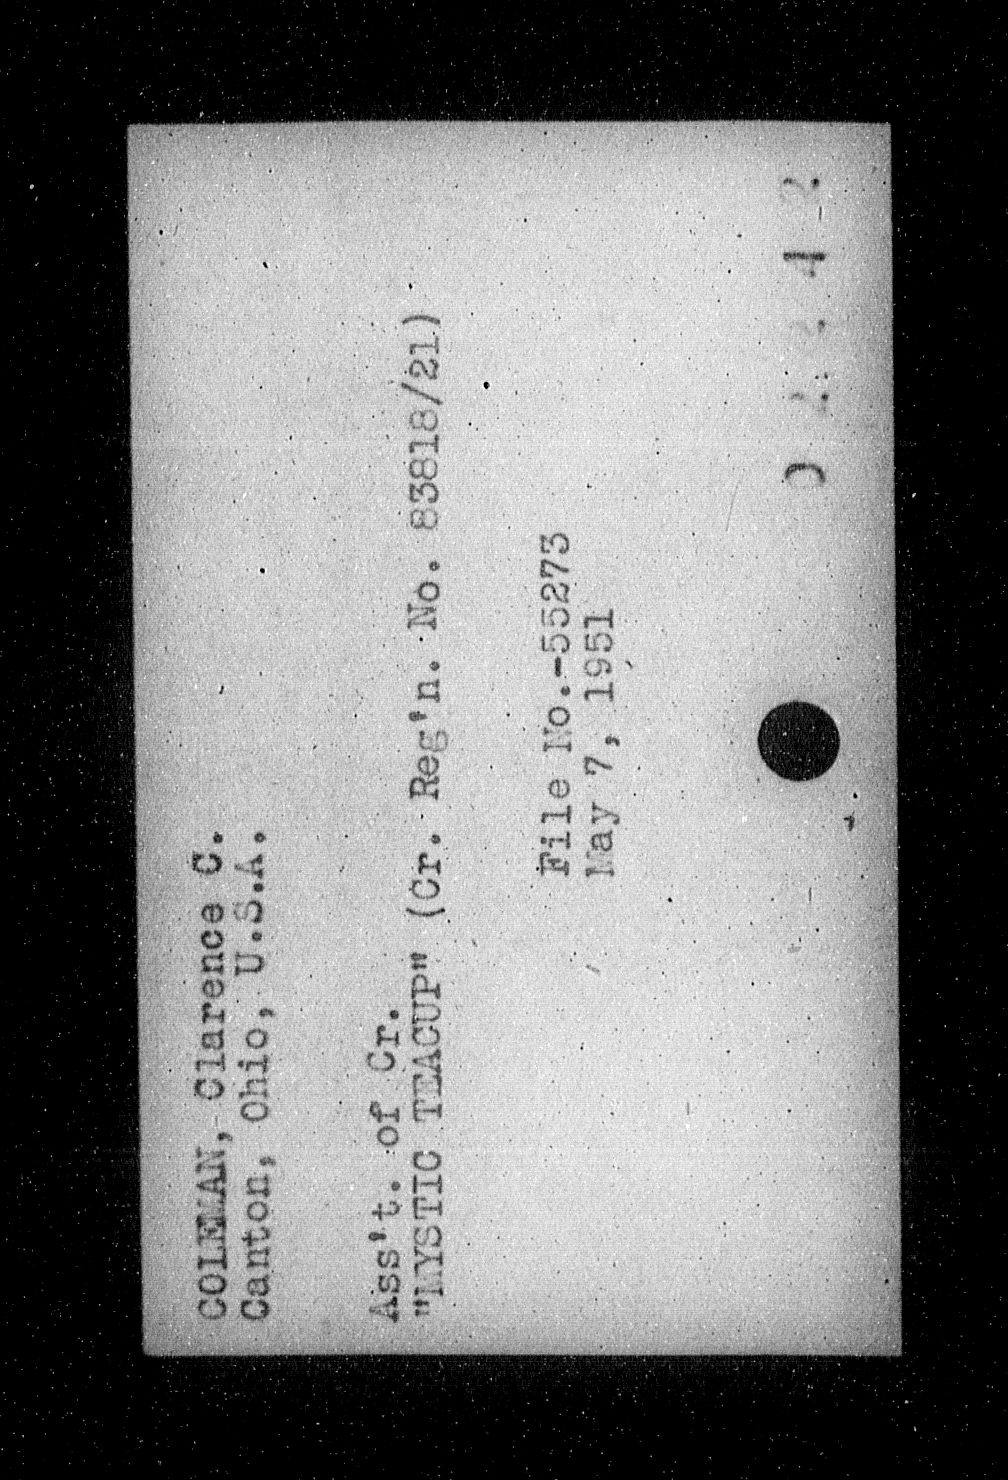 COLEMAN, Clarence C.
Canton, Ohio, U.S.A.
Ass't. of Cr.
"MYSTIC TEACUP" (Cr. Reg'n. No. 83818/21)
File No.-55273
May 7, 1951